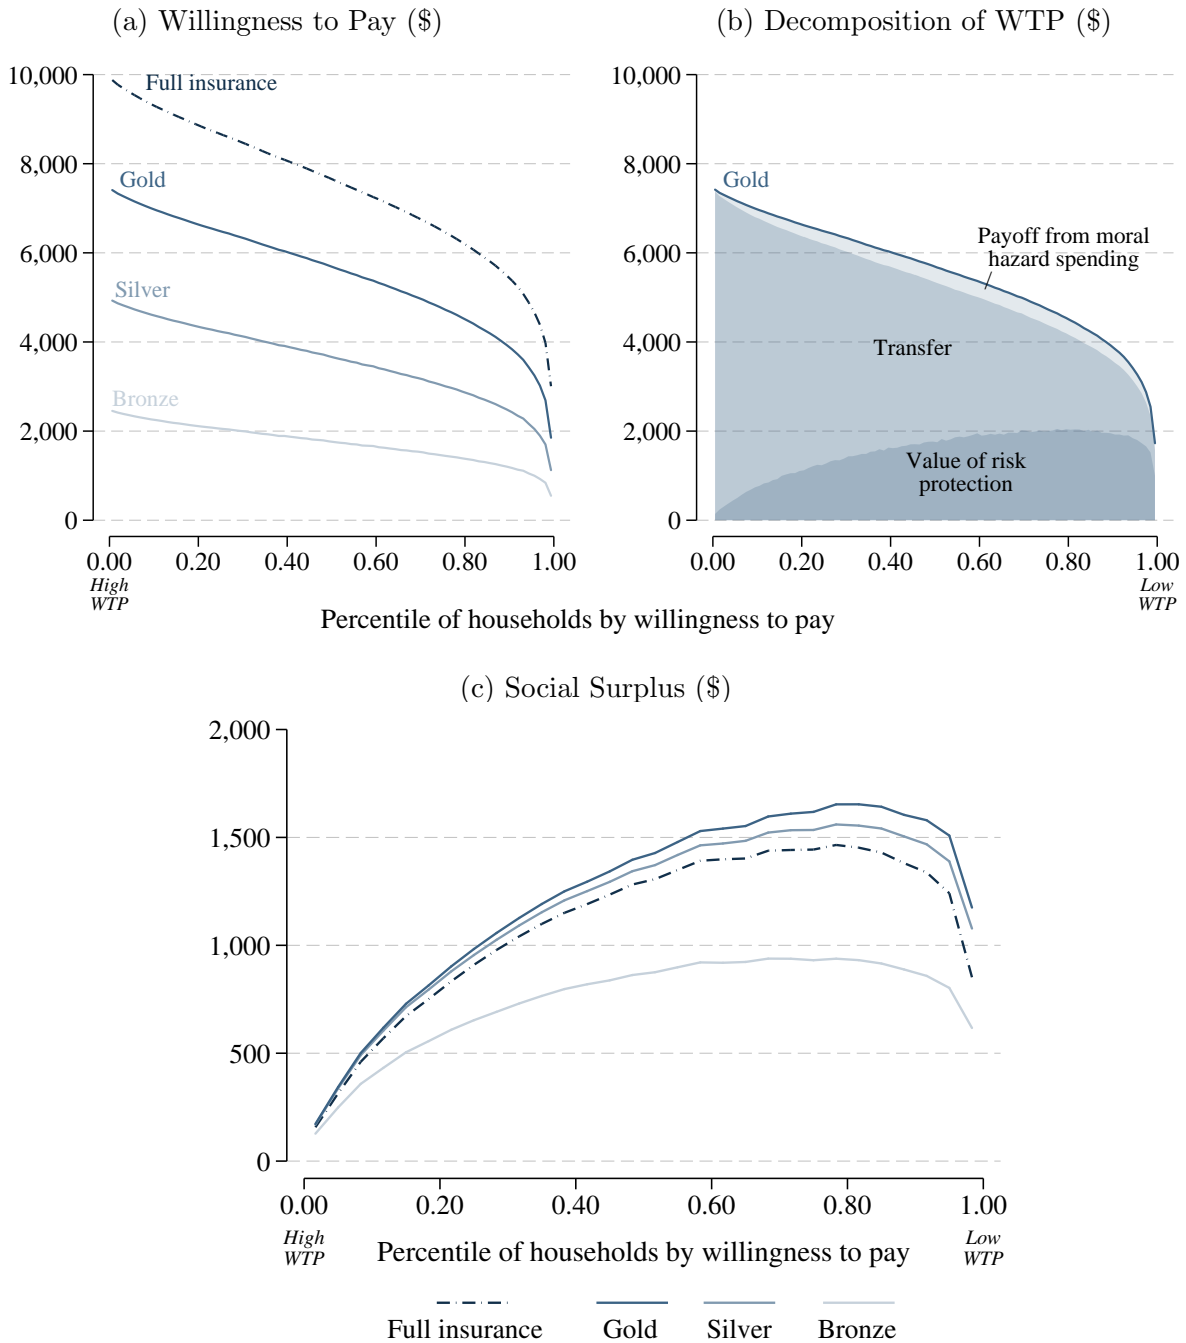 (a) Willingness to Pay ($)
10,000
8,000
6,000
4,000
2,000
0
Full insurance
Gold
Silver
Bronze
0.00 0.20 0.40 0.60 0.80 1.00
High
WTP
(b) Decomposition of WTP ($)
10,000
8,000
6,000
4,000
2,000
0
Gold
Payoff from moral
hazard spending
Transfer
Value of risk
protection
0.00 0.20 0.40 0.60 0.80 1.00
Low
WTP
Percentile of households by willingness to pay
(c) Social Surplus ($)
2,000
1,500
1,000
500
0
0.00 0.20 0.40 0.60 0.80 1.00
High
WTP
Low
WTP
Percentile of households by willingness to pay
Full insurance Gold Silver Bronze